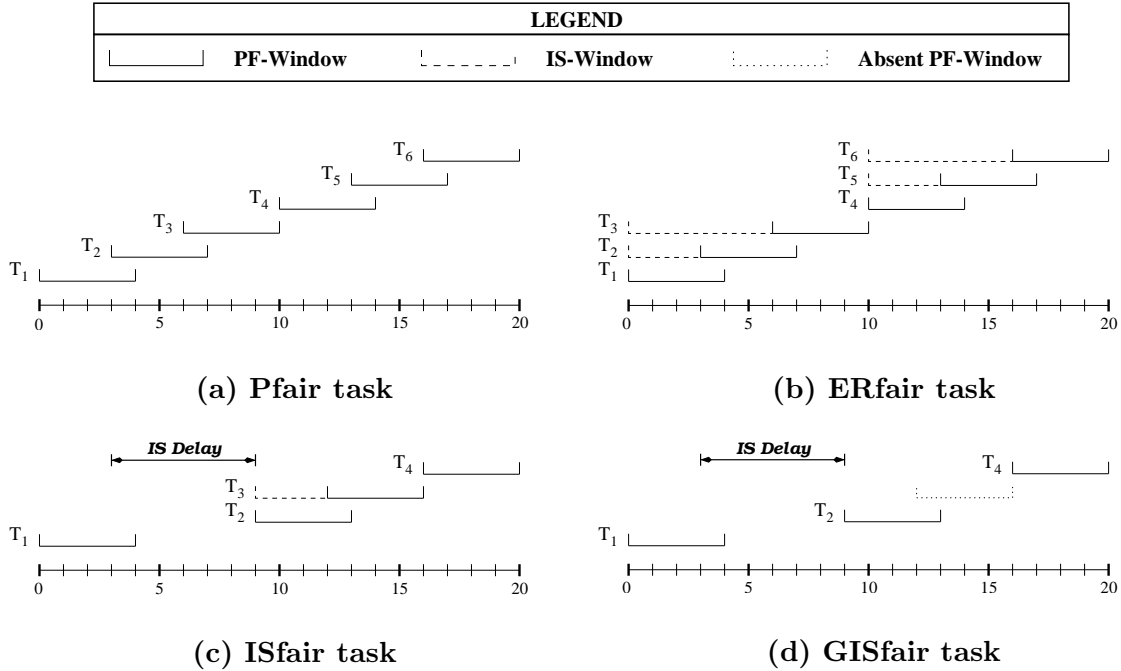 LEGEND
PF-Window IS-Window Absent PF-Window
T6
T5
T4
T3
T2
T1
0 5 10 15 20
(a) Pfair task
T6
T5
T4
T3
T2
T1
0 5 10 15 20
(b) ERfair task
IS Delay
T4
T3
T2
T1
0 5 10 15 20
(c) ISfair task
IS Delay
T4
T2
T1
0 5 10 15 20
(d) GISfair task